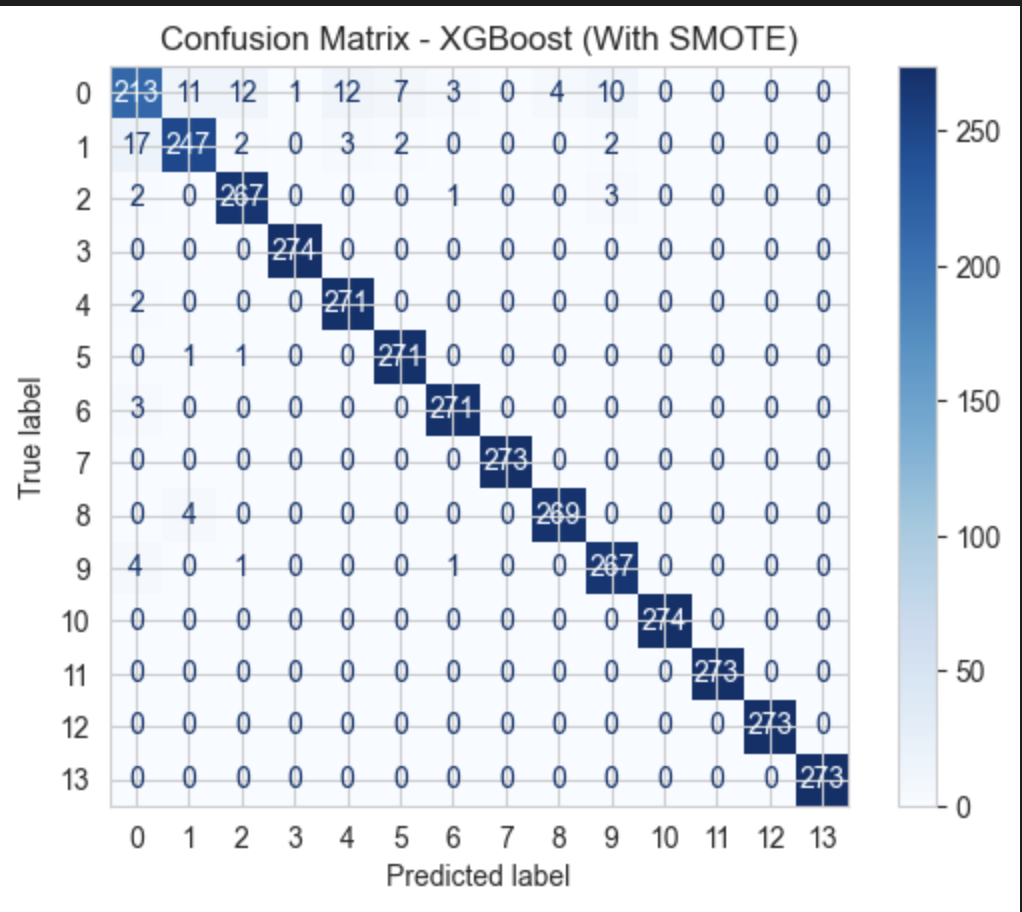 Confusion Matrix - XGBoost (With SMOTE)
0 213 11 12 1 12 7 3 0 4 10 0 0 0 0
1 17 247 2 0 3 2 0 0 0 2 0 0 0 0
2 2 0 267 0 0 0 1 0 0 3 0 0 0 0
3 0 0 0 274 0 0 0 0 0 0 0 0 0 0
4 2 0 0 0 271 0 0 0 0 0 0 0 0 0
5 0 1 1 0 0 271 0 0 0 0 0 0 0 0
6 3 0 0 0 0 0 271 0 0 0 0 0 0 0
7 0 0 0 0 0 0 0 273 0 0 0 0 0 0
8 0 4 0 0 0 0 0 0 269 0 0 0 0 0
9 4 0 1 0 0 0 1 0 0 267 0 0 0 0
10 0 0 0 0 0 0 0 0 0 0 274 0 0 0
11 0 0 0 0 0 0 0 0 0 0 0 273 0 0
12 0 0 0 0 0 0 0 0 0 0 0 0 273 0
13 0 0 0 0 0 0 0 0 0 0 0 0 0 273
0 1 2 3 4 5 6 7 8 9 10 11 12 13
Predicted label
True label
250
200
150
100
50
0